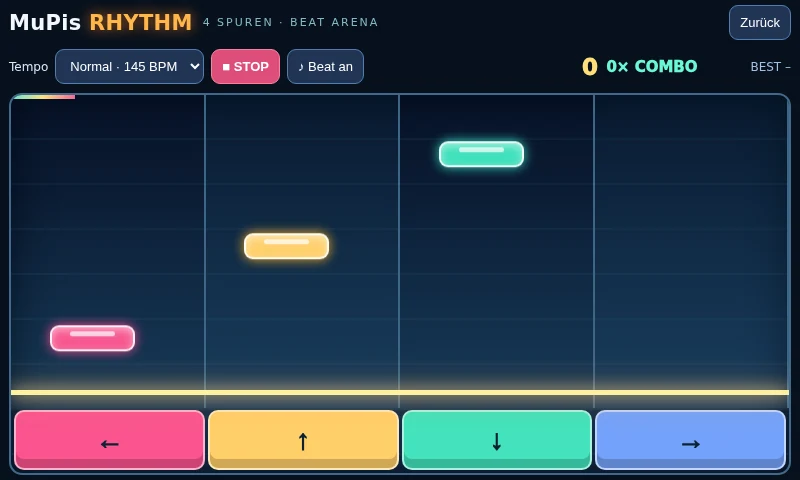 MuPis RHYTHM 4 SPUREN · BEAT ARENA Zurück
Tempo Normal · 145 BPM ■ STOP ♪ Beat an 0 0× COMBO BEST –
← ↑ ↓ →